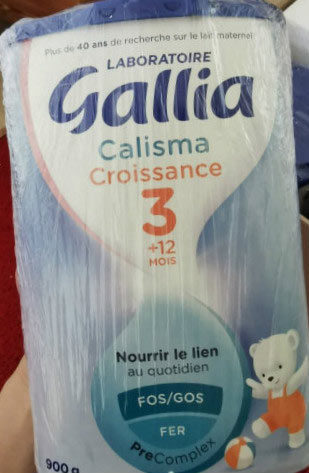 Plus de 40 ans de recherche sur le lait maternel
LABORATOIRE
Gallia
Calisma
Croissance
3
+12
MOIS
Nourrir le lien
au quotidien
FOS/GOS
FER
PreComplex
900g